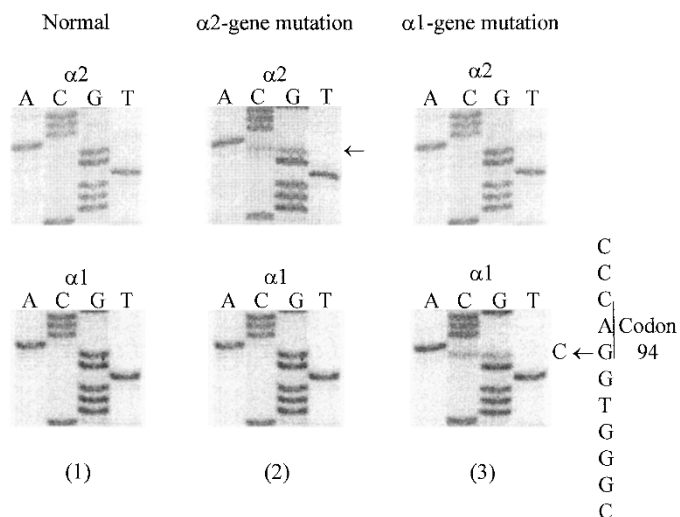 Normal
α2-gene mutation
α1-gene mutation
α2
α2
α2
A C G T
A C G T
A C G T
←
α1
α1
α1
A C G T
A C G T
A C G T
C
C
C
A
Codon
C ← G
94
G
T
G
G
G
C
(1)
(2)
(3)